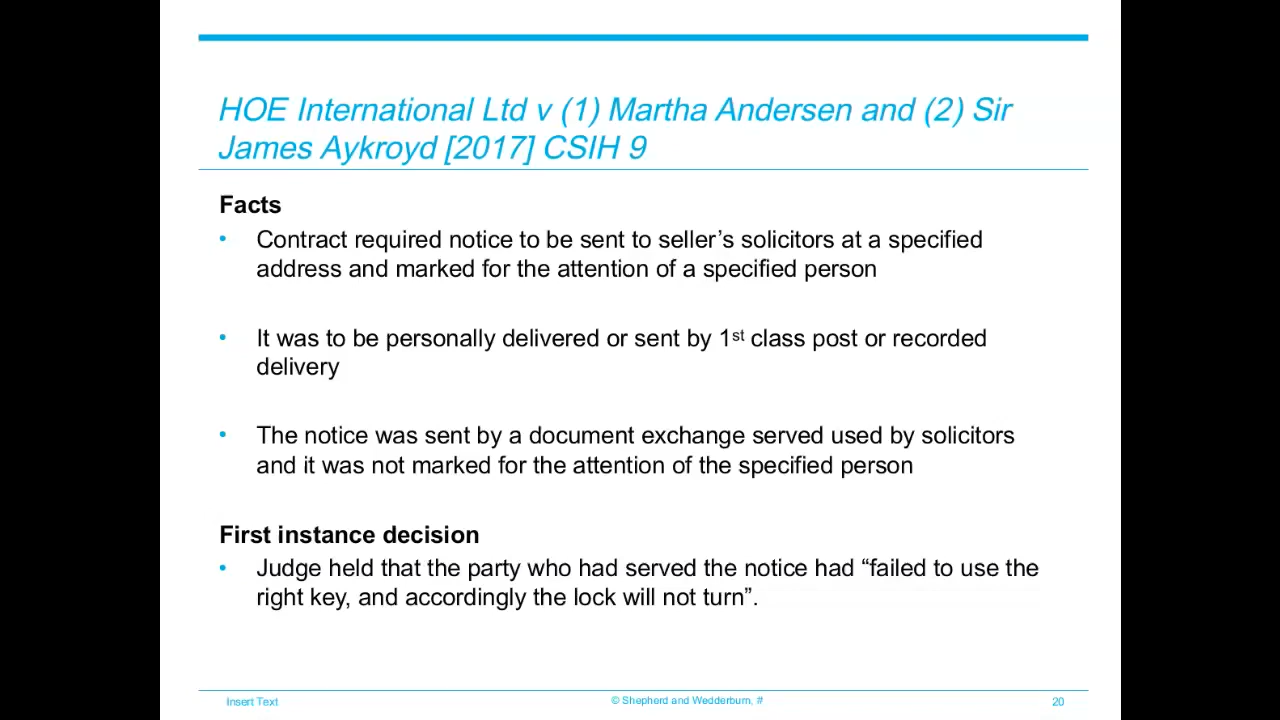 HOE International Ltd v (1) Martha Andersen and (2) Sir
James Aykroyd [2017] CSIH 9
Facts
• Contract required notice to be sent to seller’s solicitors at a specified
address and marked for the attention of a specified person
• It was to be personally delivered or sent by 1st class post or recorded
delivery
• The notice was sent by a document exchange served used by solicitors
and it was not marked for the attention of the specified person
First instance decision
• Judge held that the party who had served the notice had “failed to use the
right key, and accordingly the lock will not turn”.
Insert Text
© Shepherd and Wedderburn, #
20